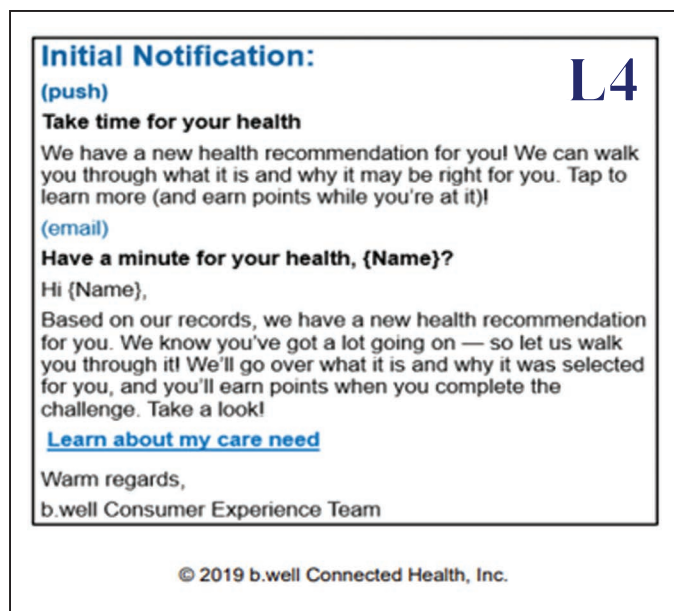 Initial Notification:
L4
(push)
Take time for your health
We have a new health recommendation for you! We can walk
you through what it is and why it may be right for you. Tap to
learn more (and earn points while you're at it)!
(email)
Have a minute for your health, {Name}?
Hi {Name},
Based on our records, we have a new health recommendation
for you. We know you've got a lot going on — so let us walk
you through it! We'll go over what it is and why it was selected
for you, and you'll earn points when you complete the
challenge. Take a look!
Learn about my care need
Warm regards,
b.well Consumer Experience Team
© 2019 b.well Connected Health, Inc.